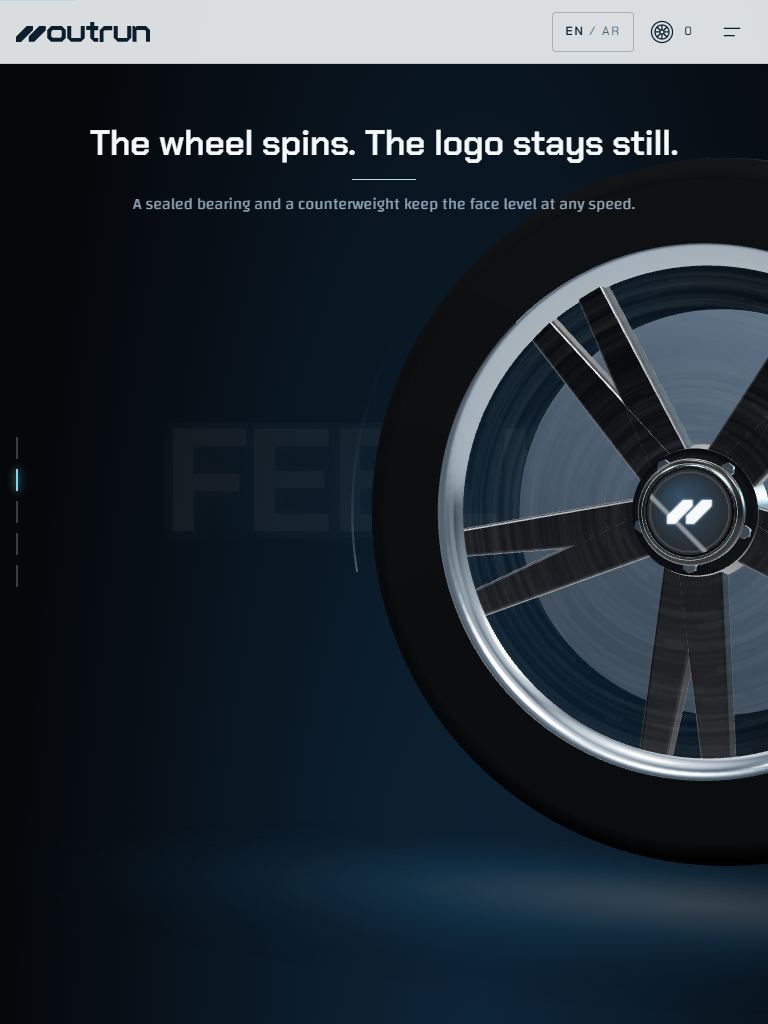 outrun
EN / AR
0
The wheel spins. The logo stays still.
A sealed bearing and a counterweight keep the face level at any speed.